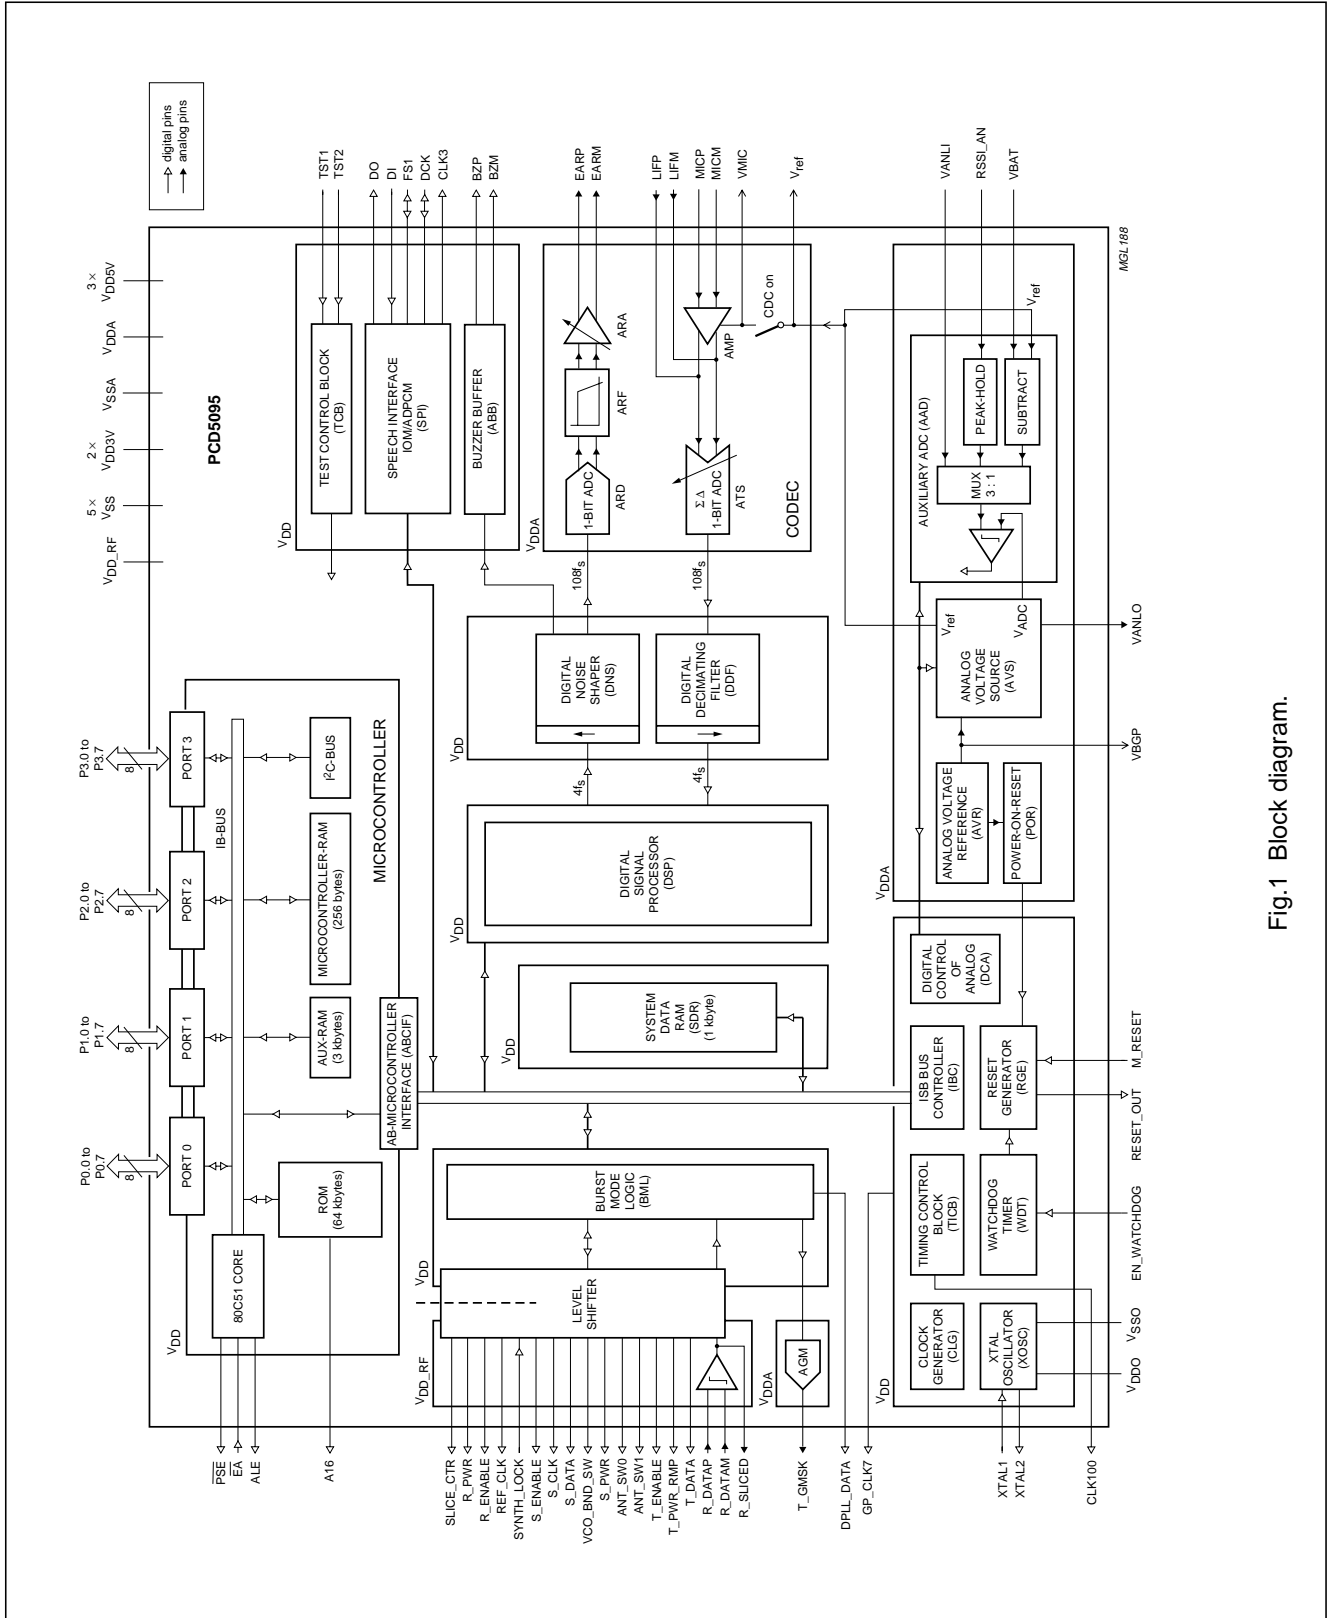 digital pins
analog pins
3 ×
VDD5V
VDDA
VSSA
2 ×
VDD3V
5 ×
VSS
VDD_RF
PCD5095
P3.0 to
P3.7
8
P2.0 to
P2.7
8
P1.0 to
P1.7
8
P0.0 to
P0.7
8
PORT 3
PORT 2
PORT 1
PORT 0
IB-BUS
I2C-BUS
MICROCONTROLLER-RAM
(256 bytes)
AUX-RAM
(3 kbytes)
ROM
(64 kbytes)
80C51 CORE
VDD
MICROCONTROLLER
AB-MICROCONTROLLER
INTERFACE (ABCIF)
PSE
EA
ALE
A16
TST1
TST2
DO
DI
FS1
DCK
CLK3
BZP
BZM
TEST CONTROL BLOCK
(TCB)
SPEECH INTERFACE
IOM/ADPCM
(SPI)
BUZZER BUFFER
(ABB)
VDD
EARP
EARM
LIFP
LIFM
MICP
MICM
VMIC
Vref
VDDA
ARA
ARF
1-BIT ADC
ARD
AMP
CDC on
Σ Δ
1-BIT ADC
ATS
CODEC
108fs
108fs
DIGITAL
NOISE
SHAPER
(DNS)
DIGITAL
DECIMATING
FILTER
(DDF)
VDD
4fs
4fs
DIGITAL
SIGNAL
PROCESSOR
(DSP)
VDD
SYSTEM
DATA
RAM
(SDR)
(1 kbyte)
VDD
BURST
MODE
LOGIC
(BML)
VDD
LEVEL
SHIFTER
VDD_RF
VDDA
AGM
SLICE_CTR
R_PWR
R_ENABLE
REF_CLK
SYNTH_LOCK
S_ENABLE
S_CLK
S_DATA
VCO_BND_SW
S_PWR
ANT_SW0
ANT_SW1
T_ENABLE
T_PWR_RMP
T_DATA
R_DATAP
R_DATAM
R_SLICED
T_GMSK
DPLL_DATA
GP_CLK7
XTAL1
XTAL2
CLK100
VANLI
RSSI_AN
VBAT
Vref
AUXILIARY ADC (AAD)
PEAK-HOLD
SUBTRACT
MUX
3 : 1
Vref
VADC
ANALOG
VOLTAGE
SOURCE
(AVS)
ANALOG VOLTAGE
REFERENCE
(AVR)
POWER-ON-RESET
(POR)
VDDA
VANLO
VBGP
DIGITAL
CONTROL
OF
ANALOG
(DCA)
ISB BUS
CONTROLLER
(IBC)
RESET
GENERATOR
(RGE)
TIMING CONTROL
BLOCK
(TICB)
WATCHDOG
TIMER
(WDT)
CLOCK
GENERATOR
(CLG)
XTAL
OSCILLATOR
(XOSC)
VDD
M_RESET
RESET_OUT
EN_WATCHDOG
VSSO
VDDO
MGL188
Fig.1 Block diagram.